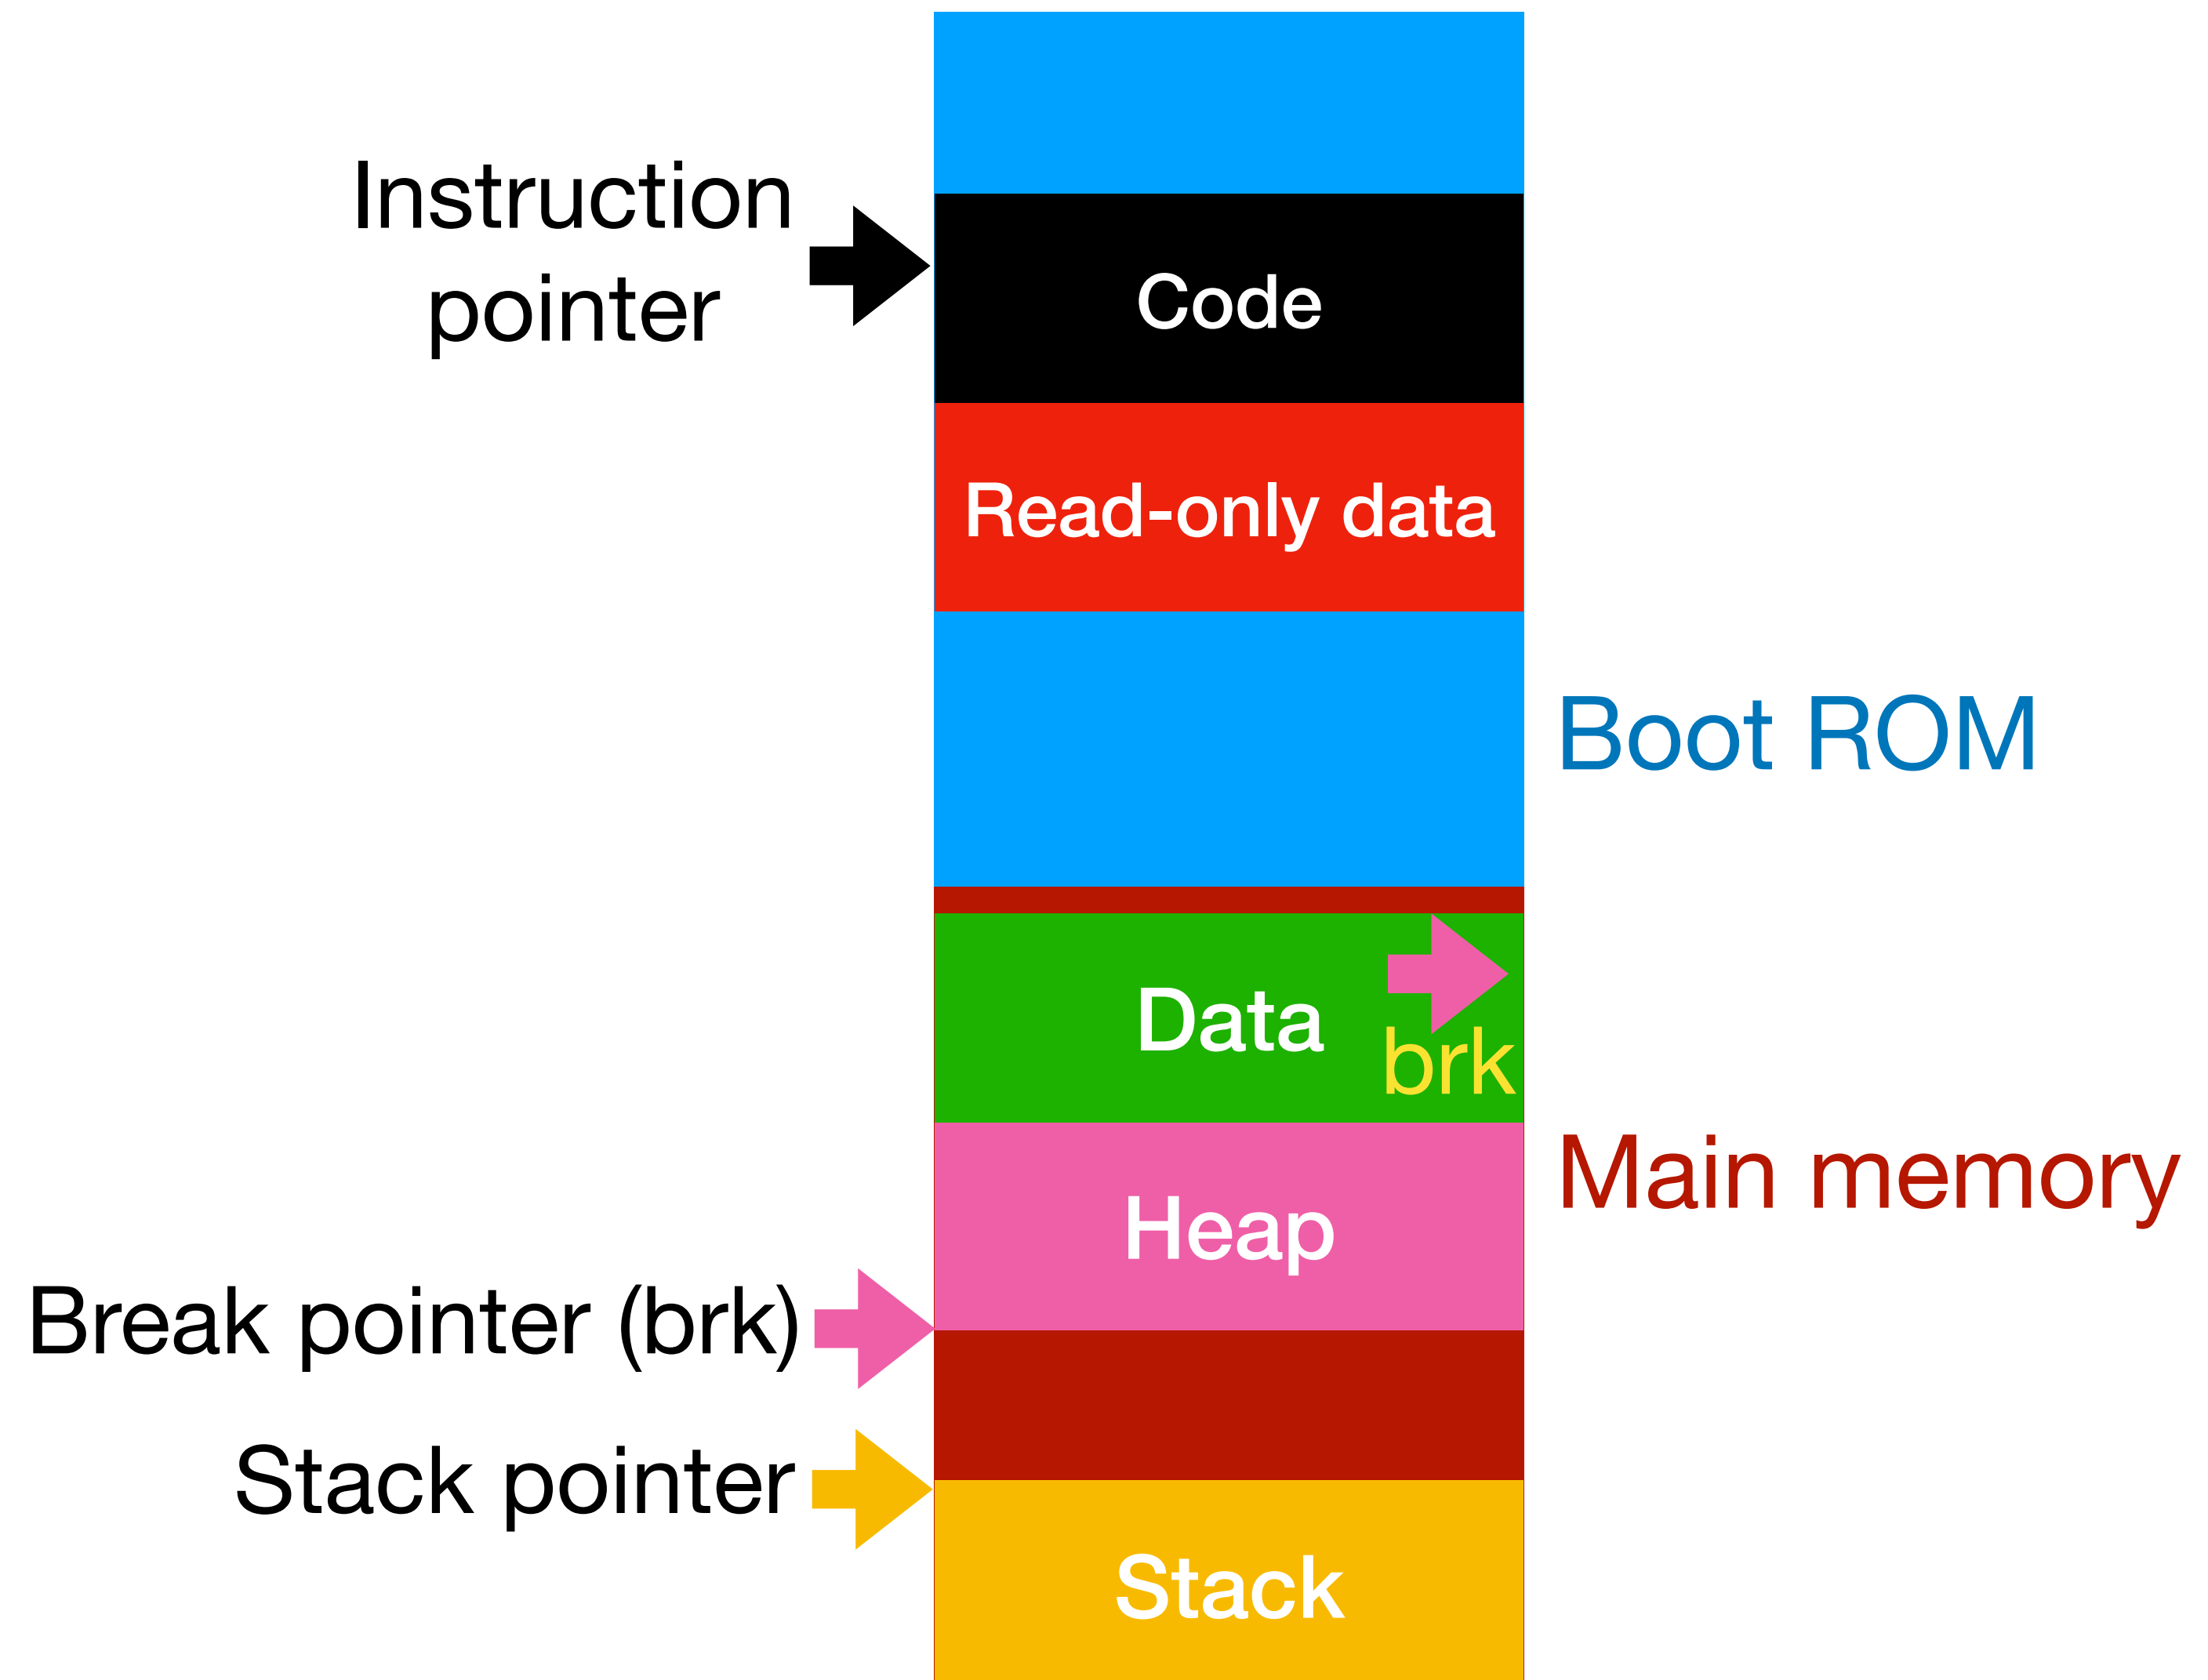 Instruction
pointer
Code
Read-only data
Boot ROM
Data
brk
Main memory
Heap
Break pointer (brk)
Stack pointer
Stack